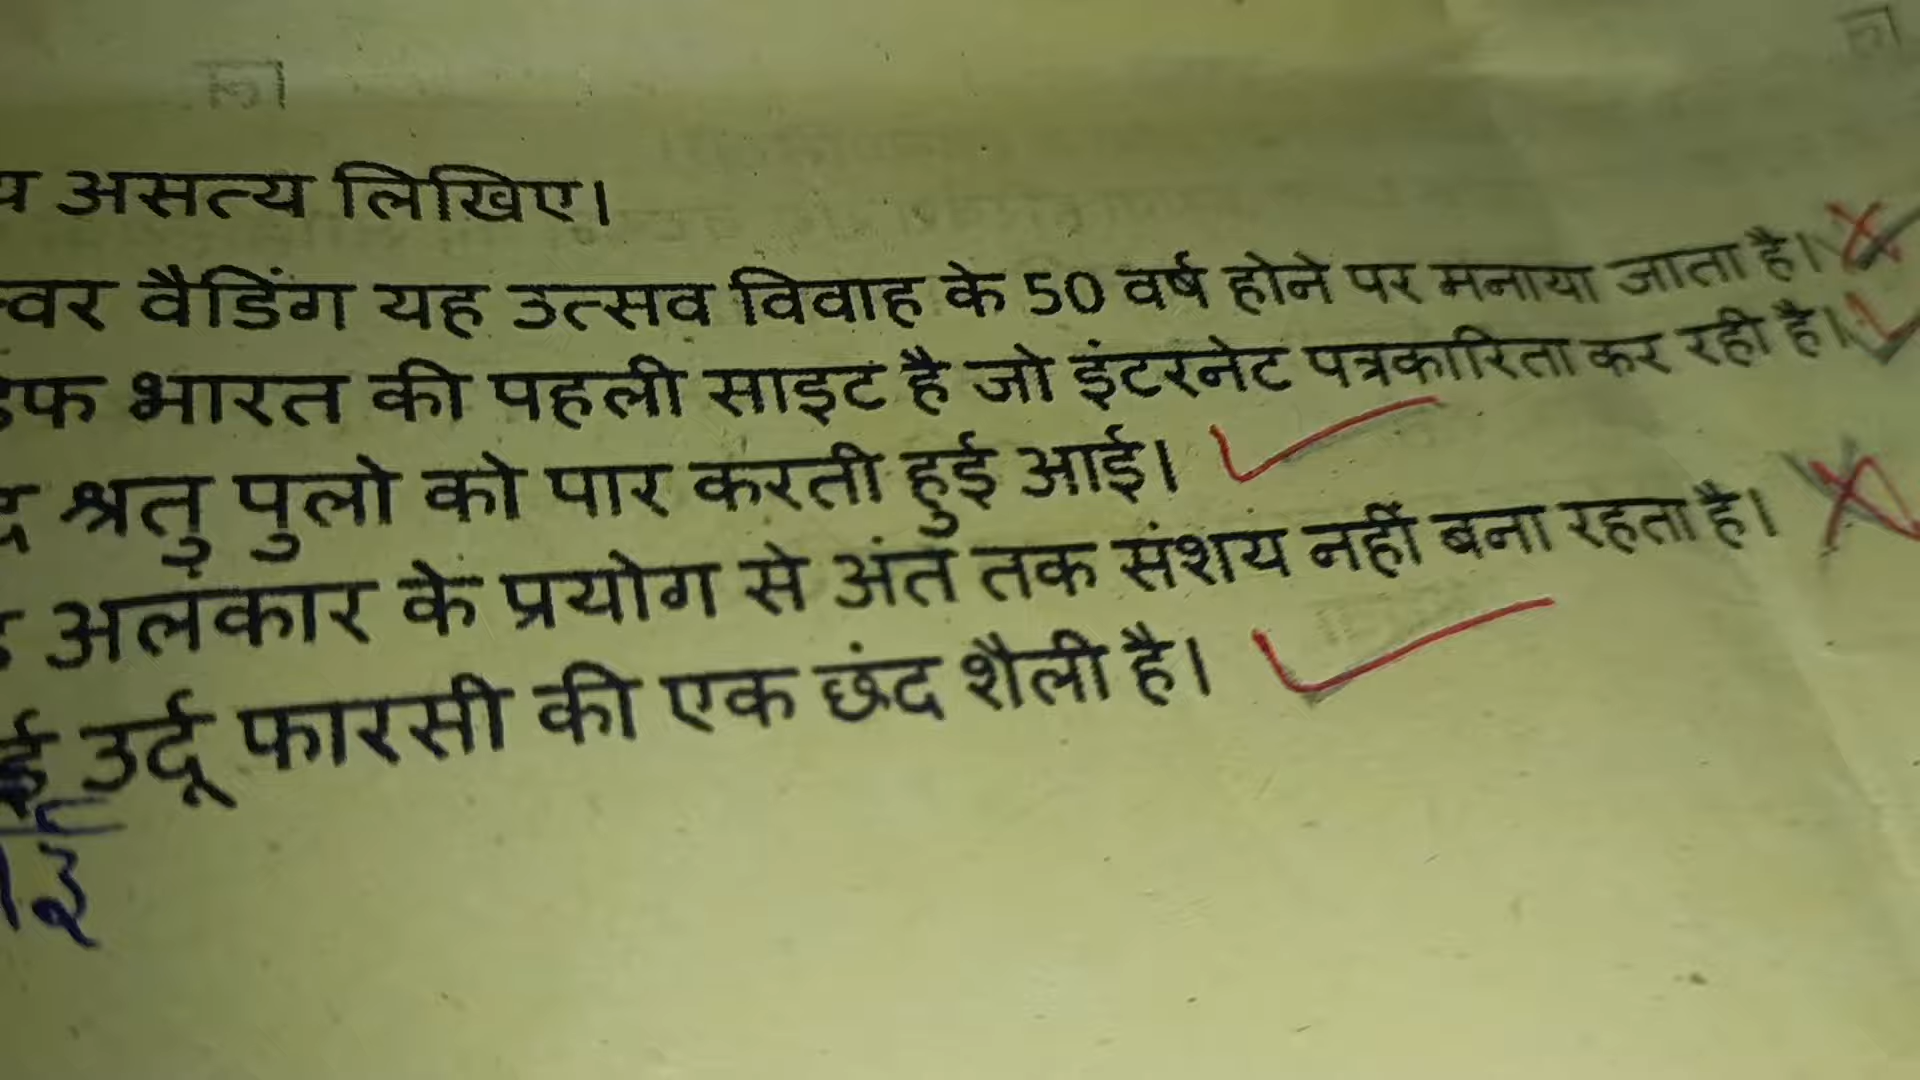 असत्य लिखिए।
वैडिंग यह उत्सव विवाह के 50 वर्ष होने पर मनाया जाता है।
भारत की पहली साइट है जो इंटरनेट पत्रकारिता कर रही है।
श्रतु पुलो को पार करती हुई आई।
अलंकार के प्रयोग से अंत तक संशय नहीं बना रहता है।
उर्दू फारसी की एक छंद शैली है।